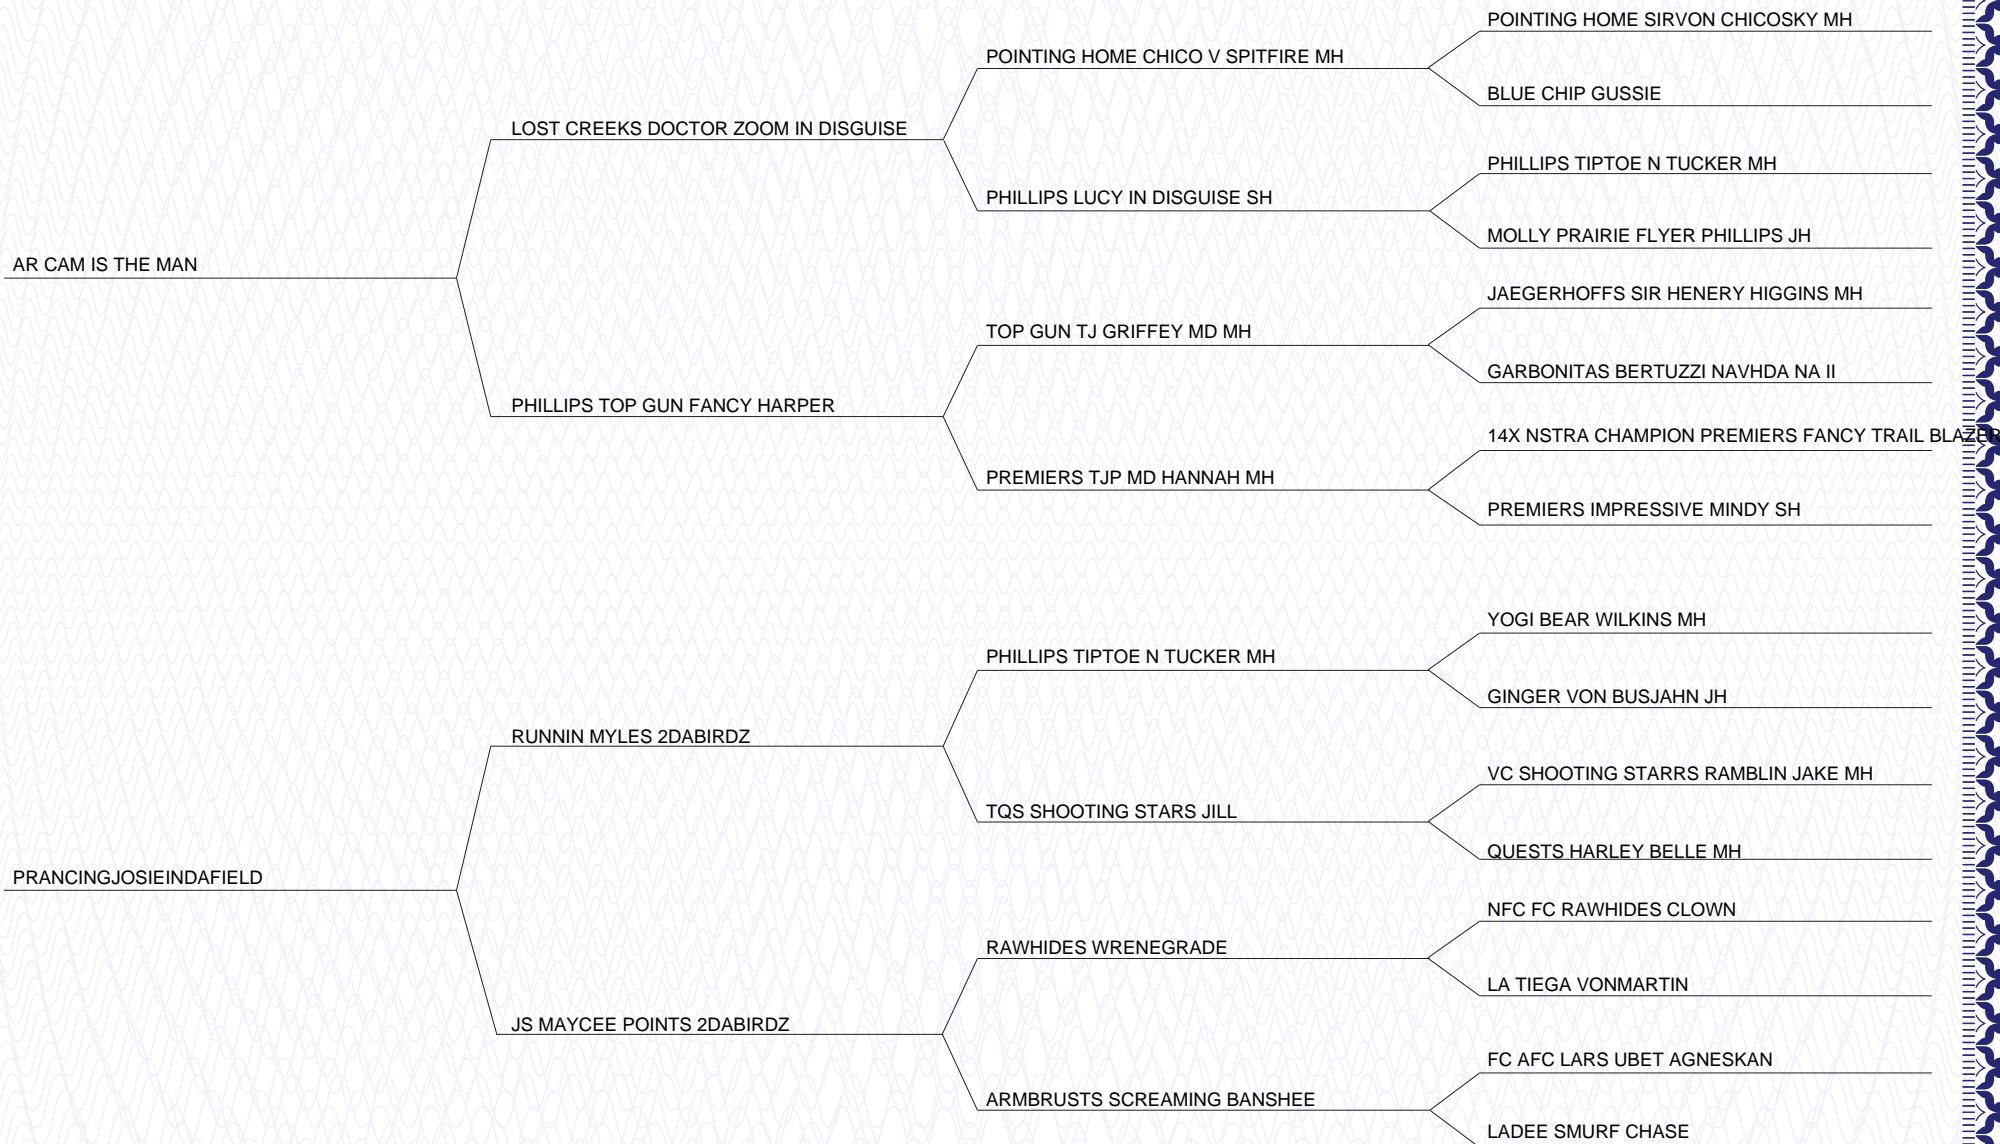 POINTING HOME SIRVON CHICOSKY MH
POINTING HOME CHICO V SPITFIRE MH
BLUE CHIP GUSSIE
LOST CREEKS DOCTOR ZOOM IN DISGUISE
PHILLIPS TIPTOE N TUCKER MH
PHILLIPS LUCY IN DISGUISE SH
MOLLY PRAIRIE FLYER PHILLIPS JH
AR CAM IS THE MAN
JAEGERHOFFS SIR HENERY HIGGINS MH
TOP GUN TJ GRIFFEY MD MH
GARBONITAS BERTUZZI NAVHDA NA II
PHILLIPS TOP GUN FANCY HARPER
14X NSTRA CHAMPION PREMIERS FANCY TRAIL BLAZER
PREMIERS TJP MD HANNAH MH
PREMIERS IMPRESSIVE MINDY SH
YOGI BEAR WILKINS MH
PHILLIPS TIPTOE N TUCKER MH
GINGER VON BUSJAHN JH
RUNNIN MYLES 2DABIRDZ
VC SHOOTING STARRS RAMBLIN JAKE MH
TQS SHOOTING STARS JILL
QUESTS HARLEY BELLE MH
PRANCINGJOSIEINDAFIELD
NFC FC RAWHIDES CLOWN
RAWHIDES WRENEGRADE
LA TIEGA VONMARTIN
JS MAYCEE POINTS 2DABIRDZ
FC AFC LARS UBET AGNESKAN
ARMBRUSTS SCREAMING BANSHEE
LADEE SMURF CHASE